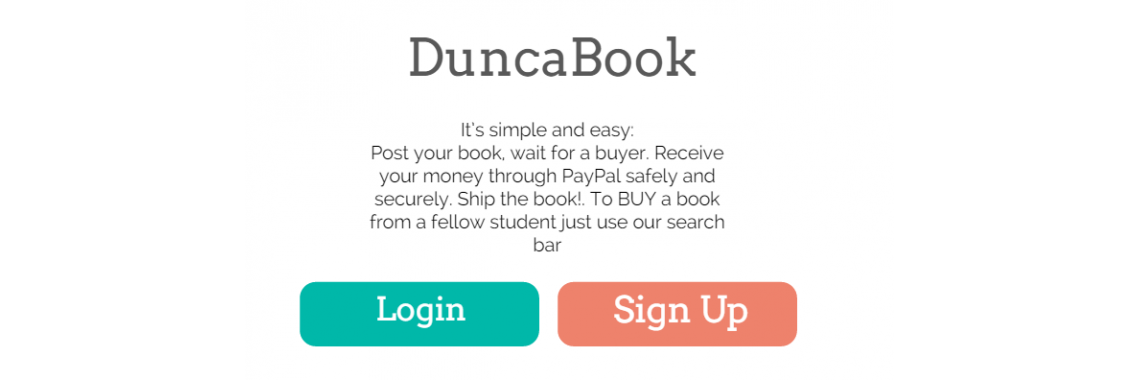 DuncaBook
It's simple and easy:
Post your book, wait for a buyer. Receive
your money through PayPal safely and
securely. Ship the book!. To BUY a book
from a fellow student just use our search
bar
Login
Sign Up